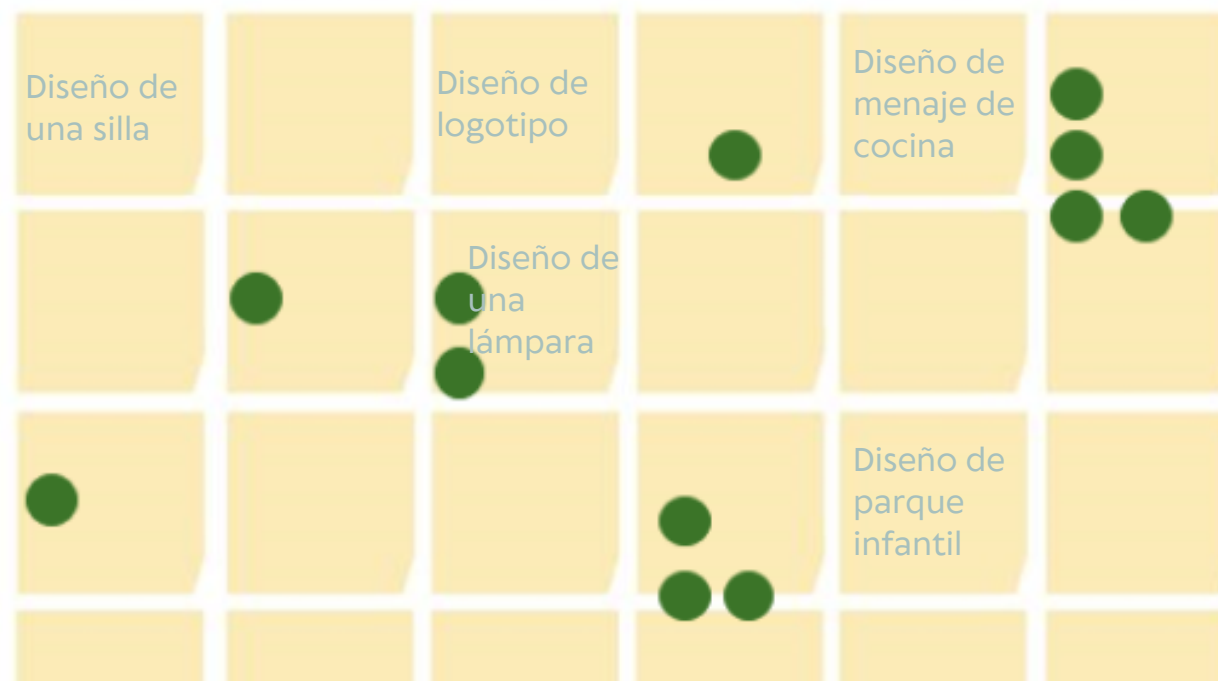 Diseño de
una silla
Diseño de
logotipo
Diseño de
menaje de
cocina
Diseño de
una
lámpara
Diseño de
parque
infantil